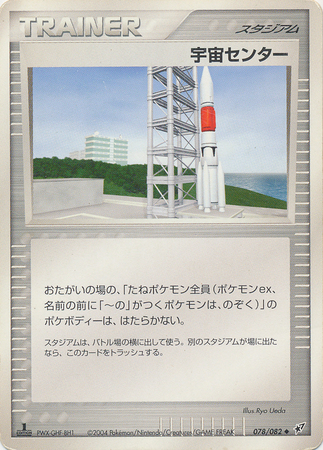 TRAINER
スタジアム
宇宙センター
おたがいの場の、「たねポケモン全員(ポケモンex、
名前の前に「〜の」がつくポケモンは、のぞく)」の
ポケボディーは、はたらかない。
スタジアムは、バトル場の横に出して使う。別のスタジアムが場に出た
なら、このカードをトラッシュする。
Illus.Ryo Ueda
1 EDITION
©2004 Pokémon/Nintendo/Creatures/GAME FREAK
078/082 ◆